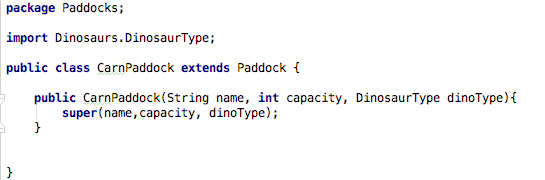 package Paddocks;
import Dinosaurs.DinosaurType;
public class CarnPaddock extends Paddock {
public CarnPaddock(String name, int capacity, DinosaurType dinoType){
super(name,capacity, dinoType);
}
}